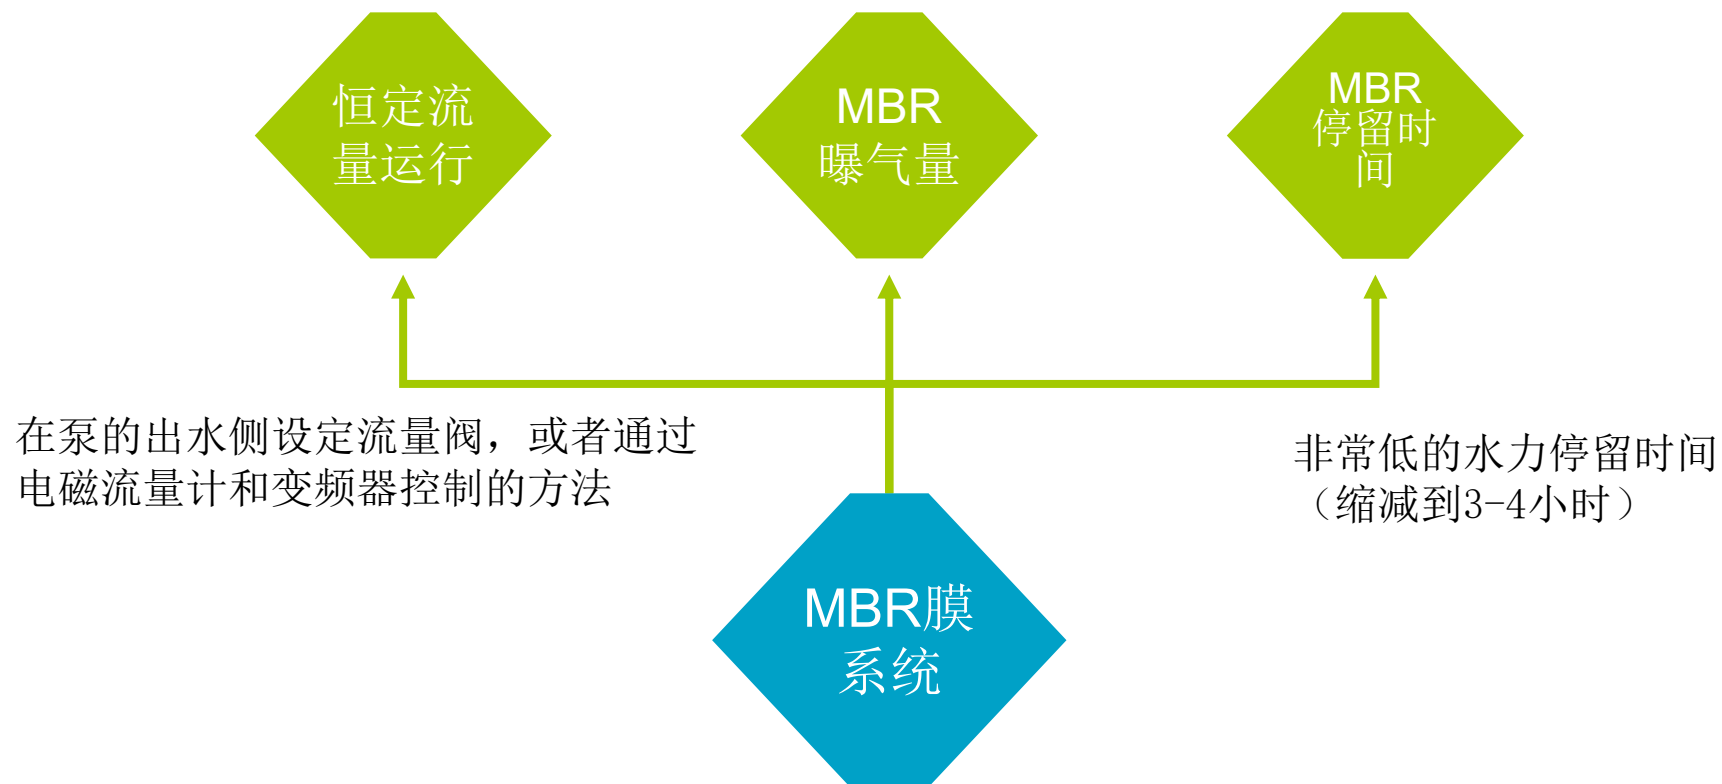 恒定流
量运行
MBR
曝气量
MBR
停留时
间
在泵的出水侧设定流量阀，或者通过
电磁流量计和变频器控制的方法
非常低的水力停留时间
（缩减到3-4小时）
MBR膜
系统